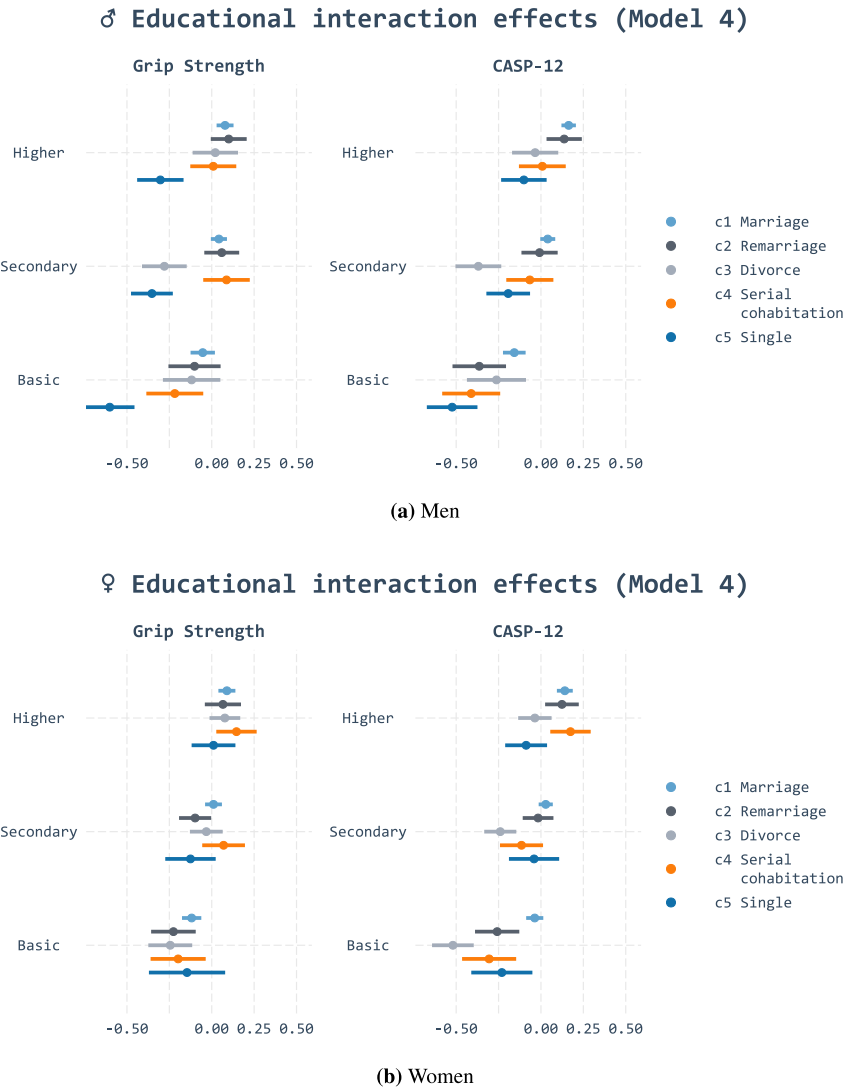 ♂ Educational interaction effects (Model 4)
Grip Strength CASP-12
Higher Higher
Secondary Secondary
Basic Basic
c1 Marriage
c2 Remarriage
c3 Divorce
c4 Serial
cohabitation
c5 Single
-0.50 0.00 0.25 0.50 -0.50 0.00 0.25 0.50
(a) Men
♀ Educational interaction effects (Model 4)
Grip Strength CASP-12
Higher Higher
Secondary Secondary
Basic Basic
c1 Marriage
c2 Remarriage
c3 Divorce
c4 Serial
cohabitation
c5 Single
-0.50 0.00 0.25 0.50 -0.50 0.00 0.25 0.50
(b) Women